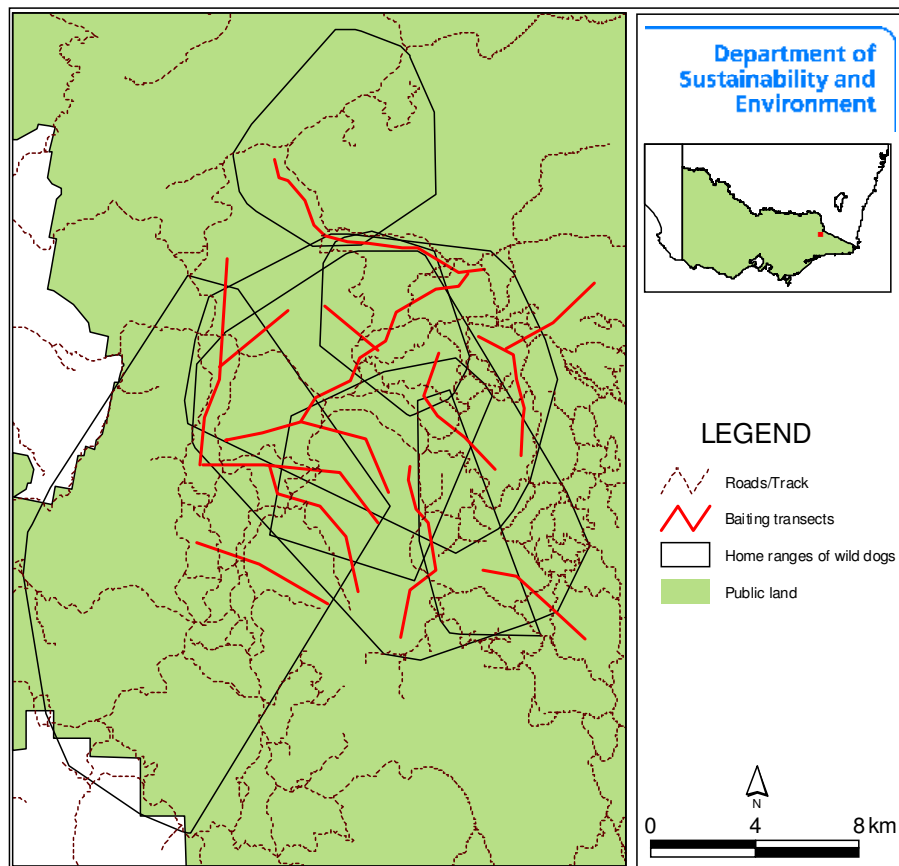 Department of
Sustainability and
Environment
LEGEND
Roads/Track
Baiting transects
Home ranges of wild dogs
Public land
N
0 4 8 km